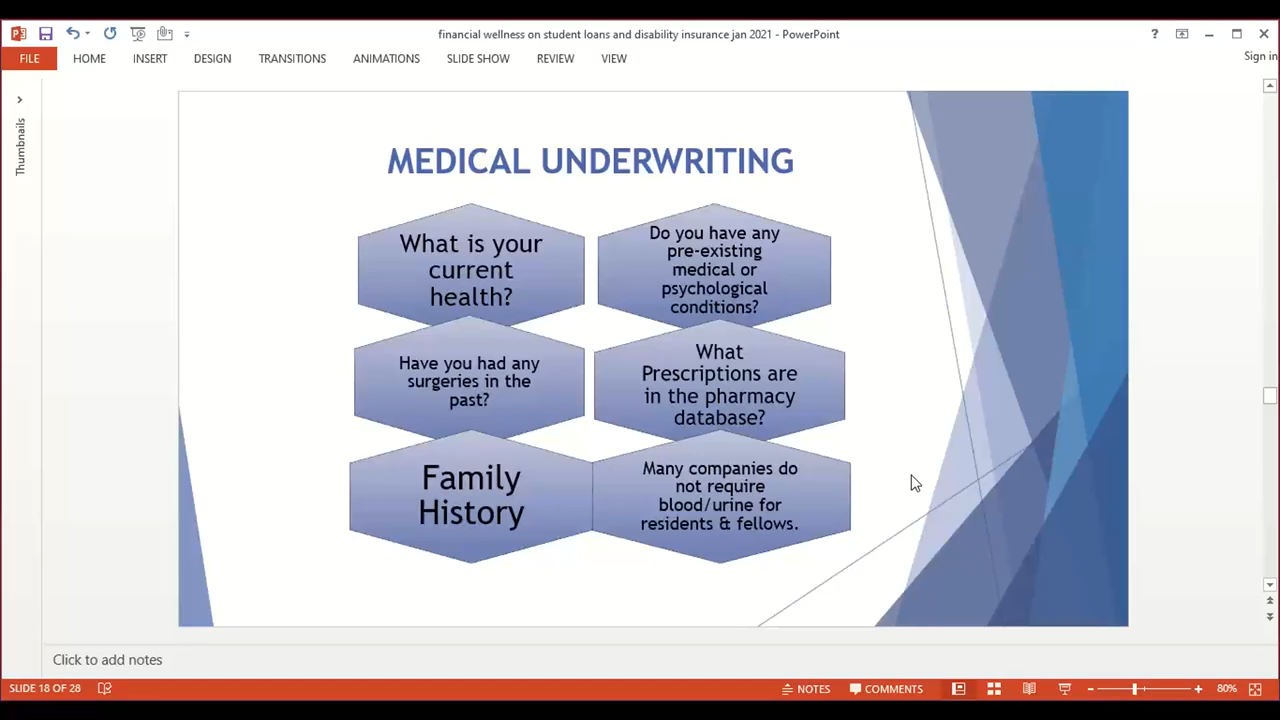 financial wellness on student loans and disability insurance jan 2021 - PowerPoint
?
Sign in
FILE HOME INSERT DESIGN TRANSITIONS ANIMATIONS SLIDE SHOW REVIEW VIEW
Thumbnails
MEDICAL UNDERWRITING
What is your
current
health?
Do you have any
pre-existing
medical or
psychological
conditions?
Have you had any
surgeries in the
past?
What
Prescriptions are
in the pharmacy
database?
Family
History
Many companies do
not require
blood/urine for
residents & fellows.
Click to add notes
SLIDE 18 OF 28 NOTES COMMENTS 80%